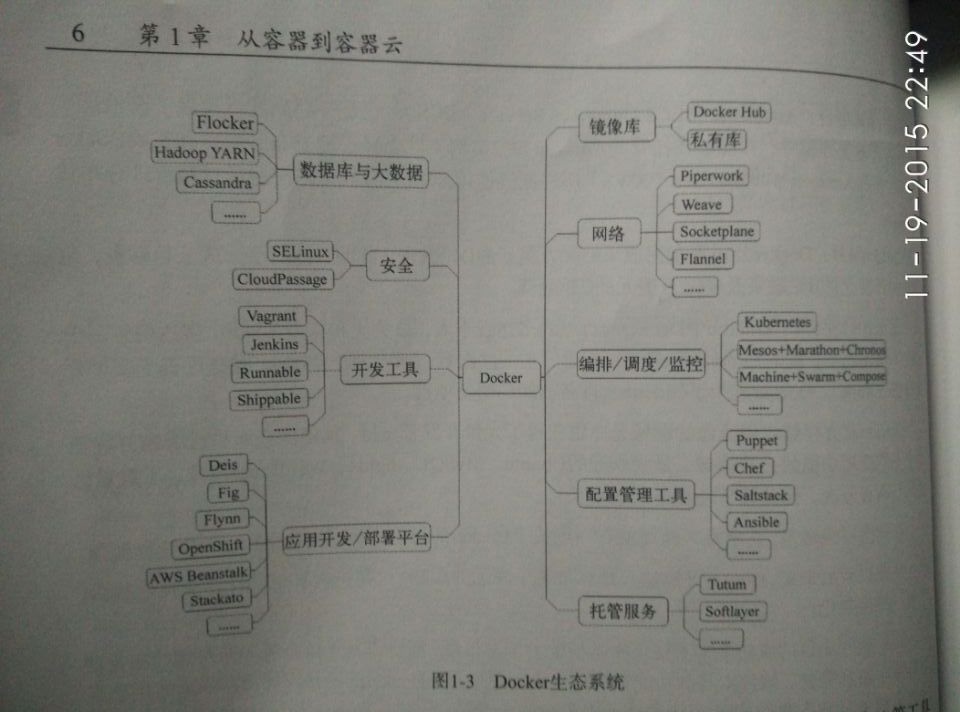 6 第1章 从容器到容器云
Flocker
Hadoop YARN
Cassandra
......
数据库与大数据
SELinux
CloudPassage
安全
Vagrant
Jenkins
Runnable
Shippable
......
开发工具
Deis
Fig
Flynn
OpenShift
AWS Beanstalk
Stackato
......
应用开发/部署平台
Docker
镜像库
Docker Hub
私有库
网络
Piperwork
Weave
Socketplane
Flannel
......
编排/调度/监控
Kubernetes
Mesos+Marathon+Chronos
Machine+Swarm+Compose
......
配置管理工具
Puppet
Chef
Saltstack
Ansible
......
托管服务
Tutum
Softlayer
......
图1-3 Docker生态系统
11-19-2015 22:49